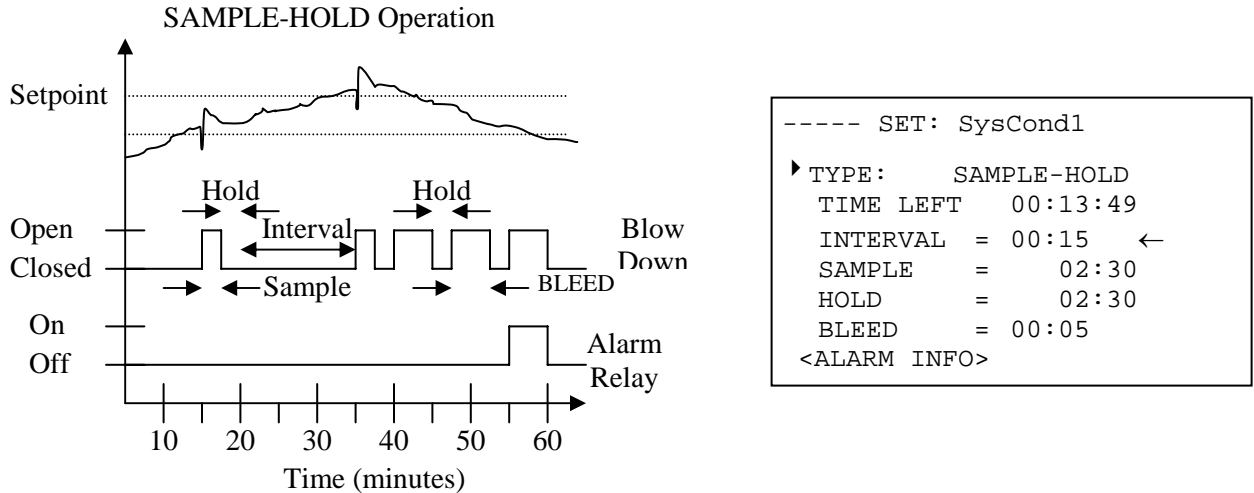 SAMPLE-HOLD Operation
Setpoint
Hold Hold
Open Interval Blow
Closed Down
Sample BLEED
On
Off Alarm
Relay
10 20 30 40 50 60
Time (minutes)
----- SET: SysCond1
TYPE: SAMPLE-HOLD
TIME LEFT 00:13:49
INTERVAL = 00:15 ←
SAMPLE = 02:30
HOLD = 02:30
BLEED = 00:05
<ALARM INFO>